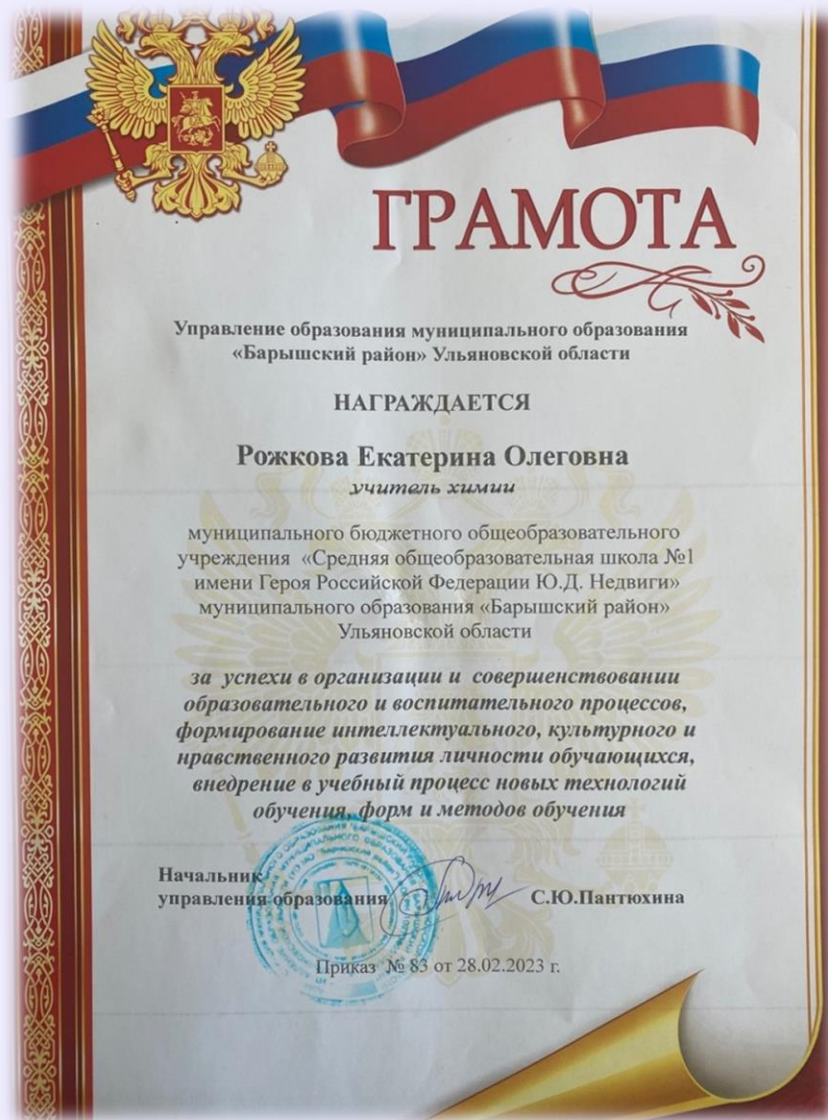 ГРАМОТА
Управление образования муниципального образования
«Барышский район» Ульяновской области
НАГРАЖДАЕТСЯ
Рожкова Екатерина Олеговна
учитель химии
муниципального бюджетного общеобразовательного
учреждения «Средняя общеобразовательная школа №1
имени Героя Российской Федерации Ю.Д. Недвиги»
муниципального образования «Барышский район»
Ульяновской области
за успехи в организации и совершенствовании
образовательного и воспитательного процессов,
формирование интеллектуального, культурного и
нравственного развития личности обучающихся,
внедрение в учебный процесс новых технологий
обучения, форм и методов обучения
Начальник
управления образования С.Ю.Пантюхина
Приказ № 83 от 28.02.2023 г.